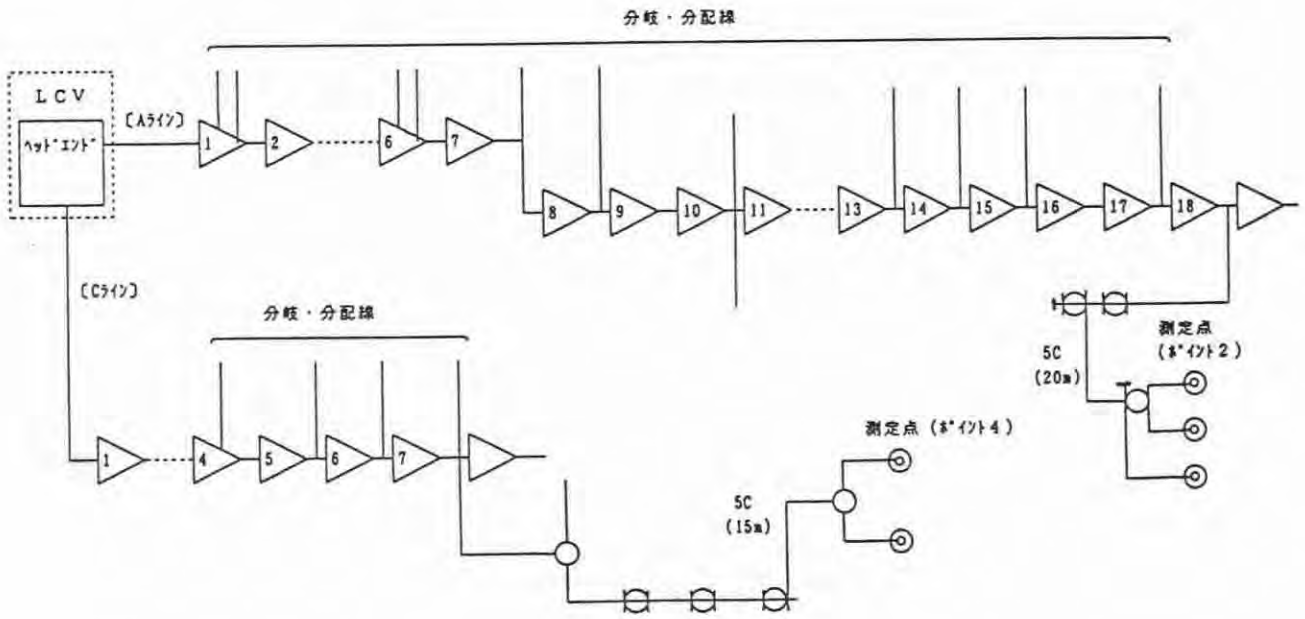 分岐・分配線
LCV
ﾍｯﾄﾞｴﾝﾄﾞ
〔Aﾗｲﾝ〕
1
2
6
7
8
9
10
11
13
14
15
16
17
18
〔Cﾗｲﾝ〕
分岐・分配線
1
4
5
6
7
測定点 (ﾎﾟｲﾝﾄ4)
5C
(15m)
5C
(20m)
測定点
(ﾎﾟｲﾝﾄ2)